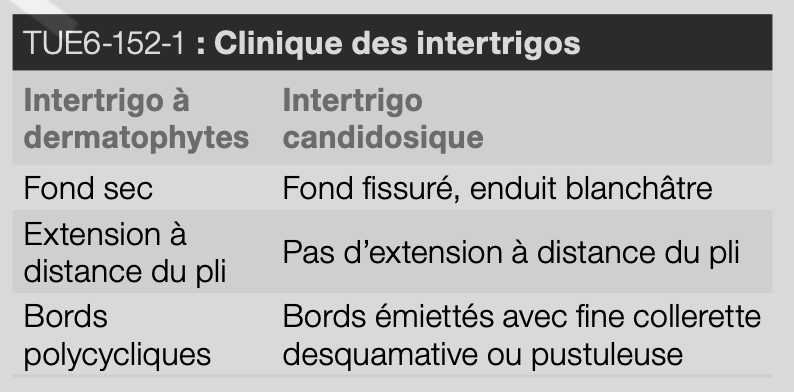 TUE6-152-1 : Clinique des intertrigos
Intertrigo à
dermatophytes
Intertrigo
candidosique
Fond sec
Fond fissuré, enduit blanchâtre
Extension à
distance du pli
Pas d’extension à distance du pli
Bords
polycycliques
Bords émiettés avec fine collerette
desquamative ou pustuleuse